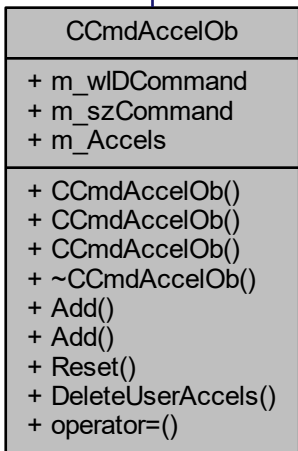 CCmdAccelOb
+ m_wIDCommand
+ m_szCommand
+ m_Accels
+ CCmdAccelOb()
+ CCmdAccelOb()
+ CCmdAccelOb()
+ ~CCmdAccelOb()
+ Add()
+ Add()
+ Reset()
+ DeleteUserAccels()
+ operator=()